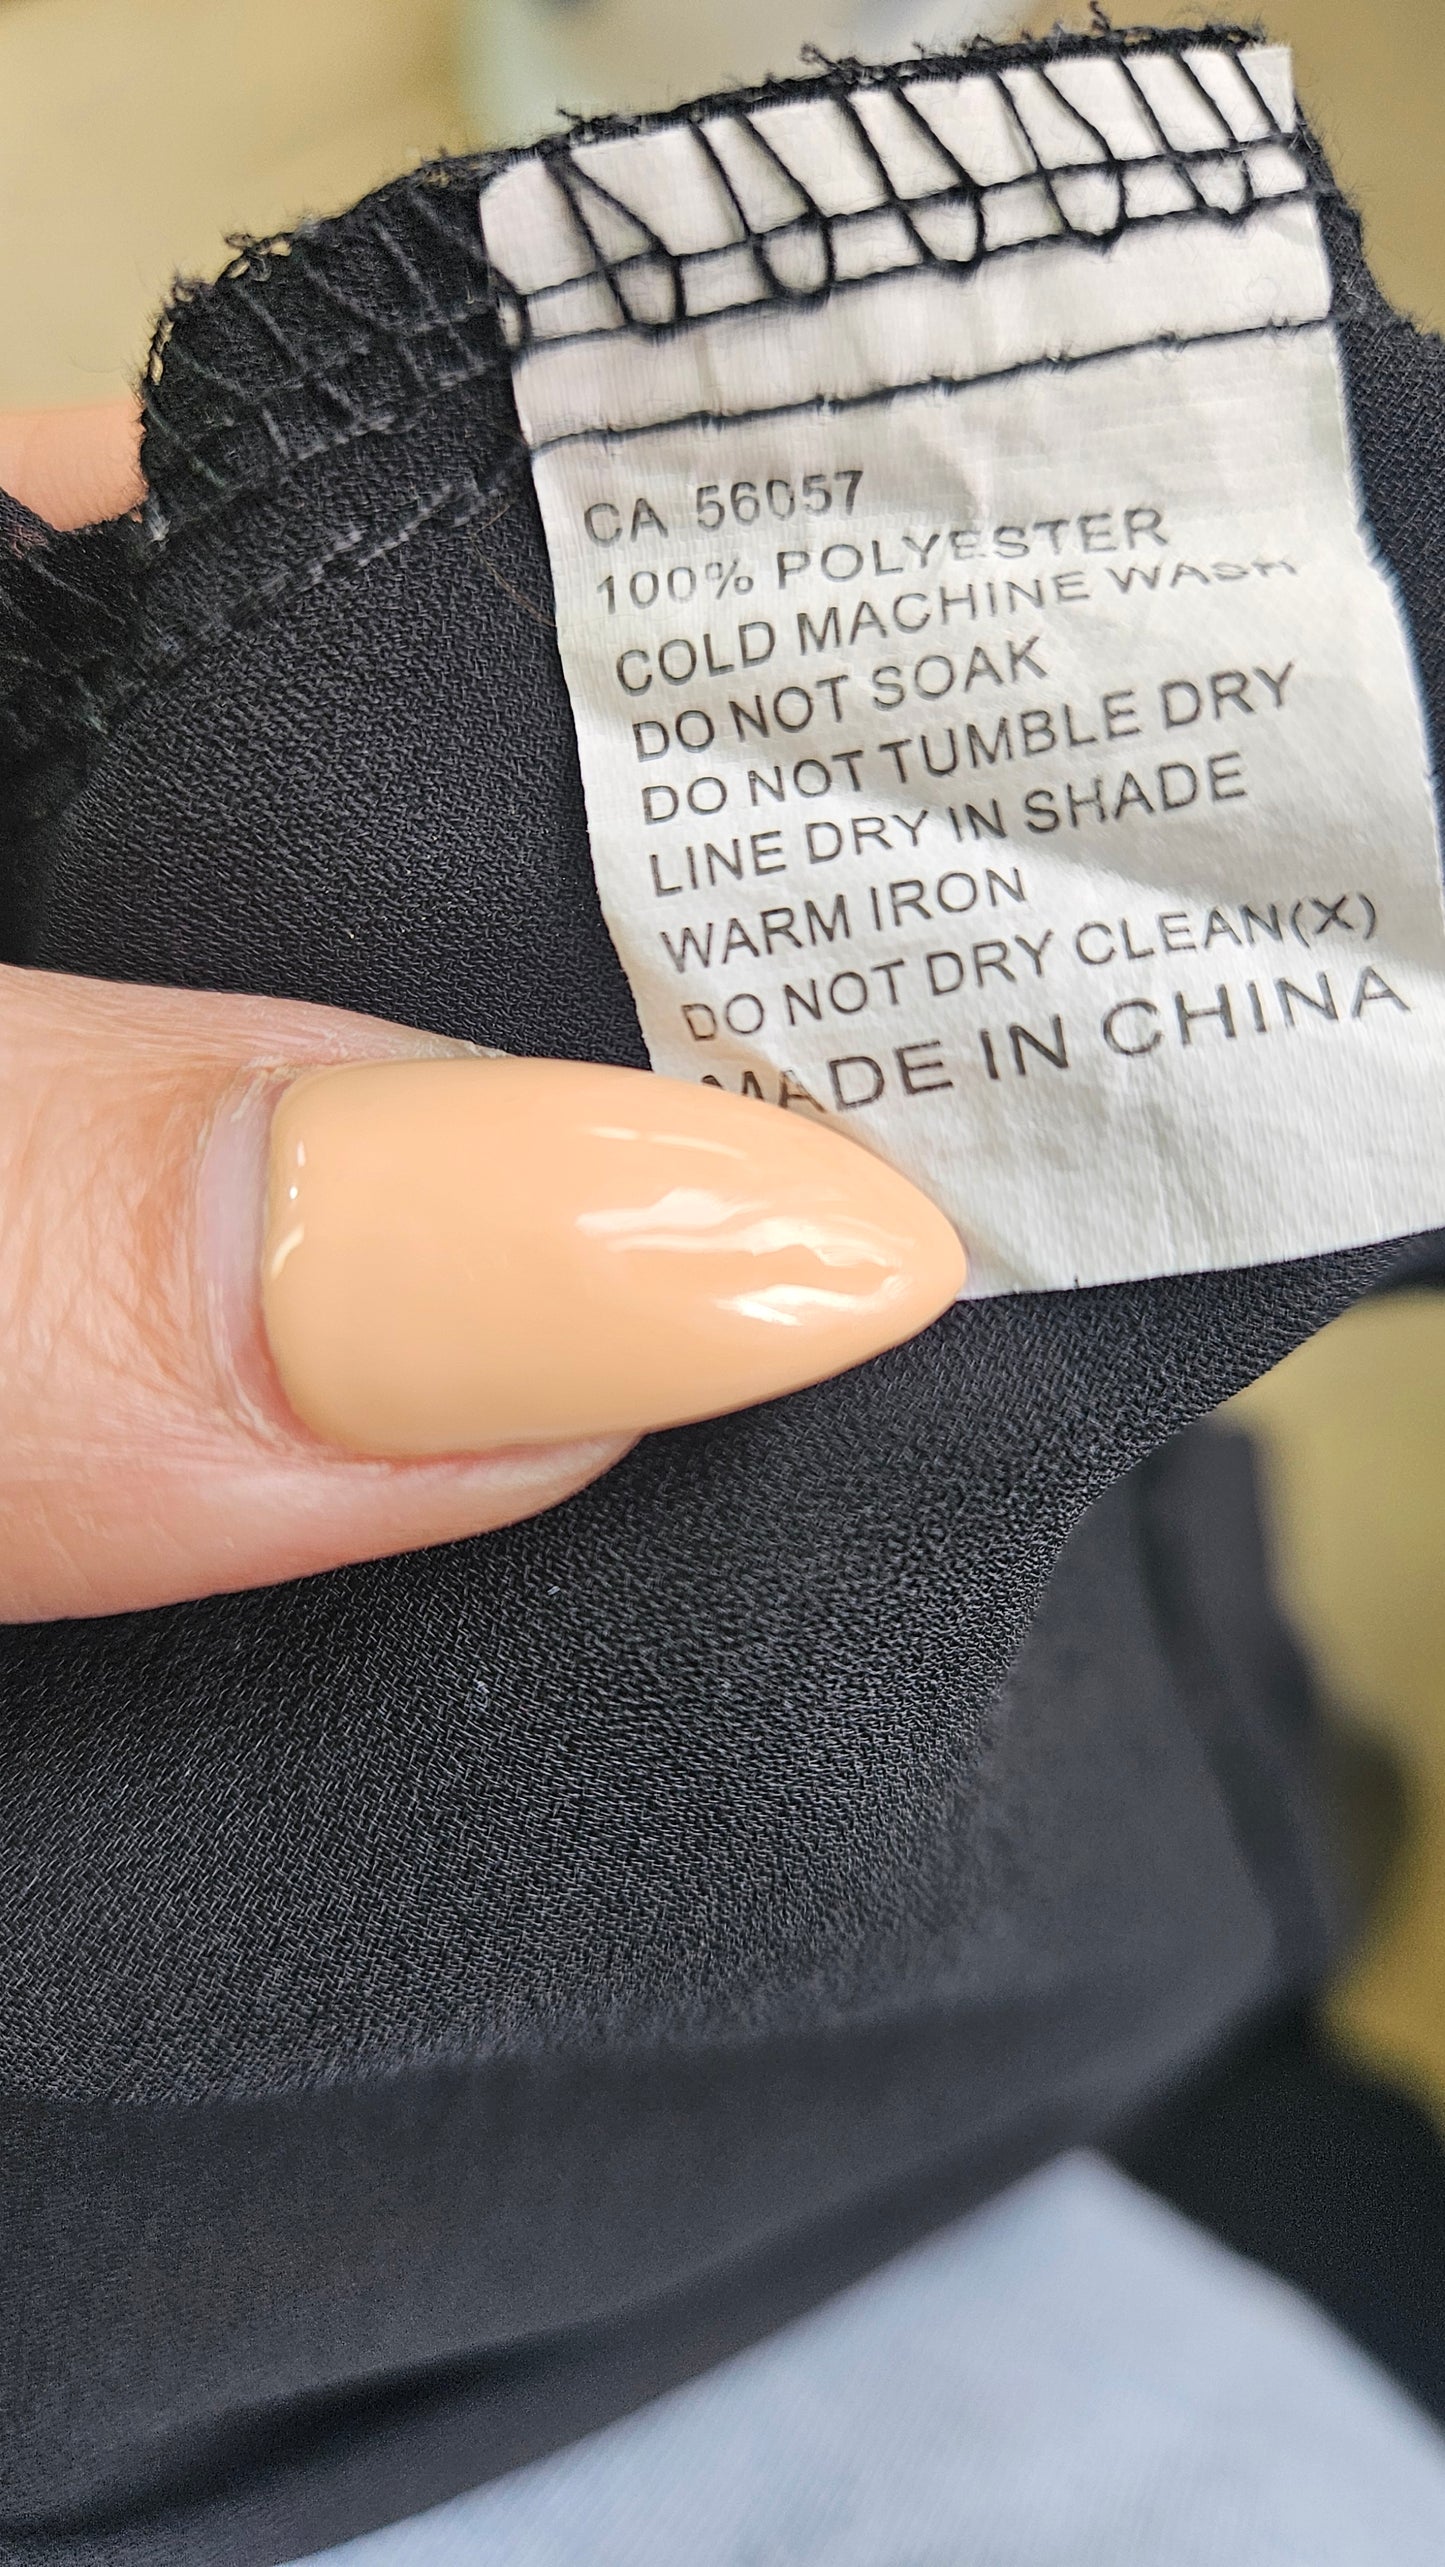 CA 56057
100% POLYESTER
COLD MACHINE WASH
DO NOT SOAK
DO NOT TUMBLE DRY
LINE DRY IN SHADE
WARM IRON
DO NOT DRY CLEAN(X)
MADE IN CHINA